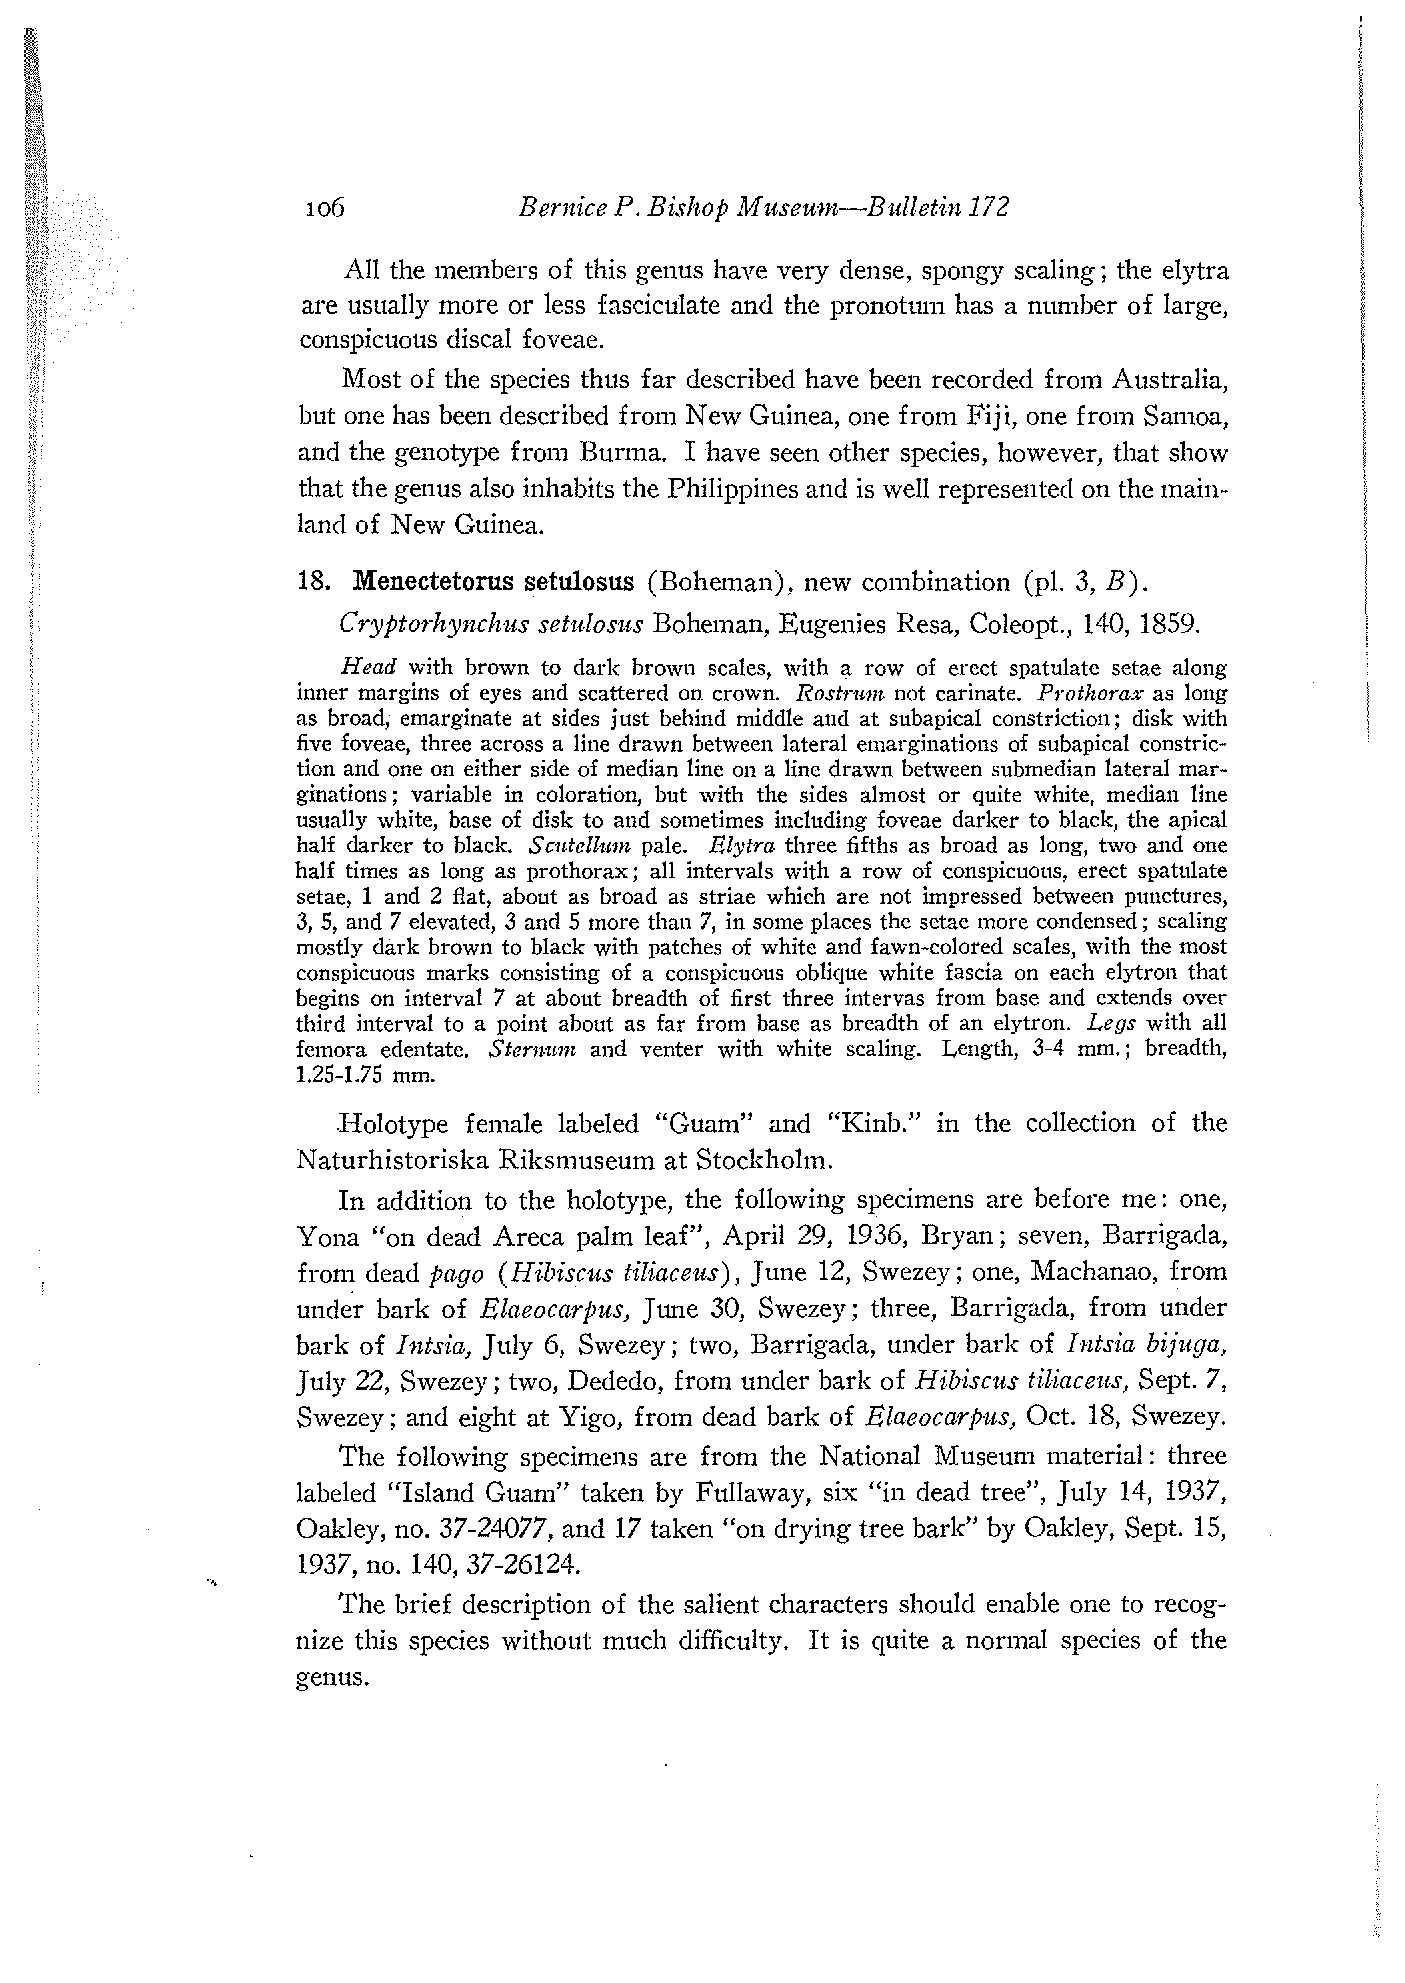 106 Bernice P. Bishop Museum—Bulletin 172
All the members of this genus have very dense, spongy scaling; the elytra
are usually more or less fasciculate and the pronotum has a number of large,
conspicuous discal foveae.
Most of the species thus far described have been recorded from Australia,
but one has been described from New Guinea, one from Fiji, one from Samoa,
and the genotype from Burma. I have seen other species, however, that show
that the genus also inhabits the Philippines and is well represented on the main-
land of New Guinea.
18. Menectetorus setulosus (Boheman), new combination (pl. 3, B).
Cryptorhynchus setulosus Boheman, Eugenies Resa, Coleopt., 140, 1859.
Head with brown to dark brown scales, with a row of erect spatulate setae along
inner margins of eyes and scattered on crown. Rostrum not carinate. Prothorax as long
as broad, emarginate at sides just behind middle and at subapical constriction; disk with
five foveae, three across a line drawn between lateral emarginations of subapical constric-
tion and one on either side of median line on a line drawn between submedian lateral mar-
ginations; variable in coloration, but with the sides almost or quite white, median line
usually white, base of disk to and sometimes including foveae darker to black, the apical
half darker to black. Scutellum pale. Elytra three fifths as broad as long, two and one
half times as long as prothorax; all intervals with a row of conspicuous, erect spatulate
setae, 1 and 2 flat, about as broad as striae which are not impressed between punctures,
3, 5, and 7 elevated, 3 and 5 more than 7, in some places the setae more condensed; scaling
mostly dark brown to black with patches of white and fawn-colored scales, with the most
conspicuous marks consisting of a conspicuous oblique white fascia on each elytron that
begins on interval 7 at about breadth of first three intervas from base and extends over
third interval to a point about as far from base as breadth of an elytron. Legs with all
femora edentate. Sternum and venter with white scaling. Length, 3-4 mm.; breadth,
1.25-1.75 mm.
Holotype female labeled "Guam" and "Kinb." in the collection of the
Naturhistoriska Riksmuseum at Stockholm.
In addition to the holotype, the following specimens are before me: one,
Yona "on dead Areca palm leaf", April 29, 1936, Bryan; seven, Barrigada,
from dead pago (Hibiscus tiliaceus), June 12, Swezey; one, Machanao, from
under bark of Elaeocarpus, June 30, Swezey; three, Barrigada, from under
bark of Intsia, July 6, Swezey; two, Barrigada, under bark of Intsia bijuga,
July 22, Swezey; two, Dededo, from under bark of Hibiscus tiliaceus, Sept. 7,
Swezey; and eight at Yigo, from dead bark of Elaeocarpus, Oct. 18, Swezey.
The following specimens are from the National Museum material: three
labeled "Island Guam" taken by Fullaway, six "in dead tree", July 14, 1937,
Oakley, no. 37-24077, and 17 taken "on drying tree bark" by Oakley, Sept. 15,
1937, no. 140, 37-26124.
The brief description of the salient characters should enable one to recog-
nize this species without much difficulty. It is quite a normal species of the
genus.